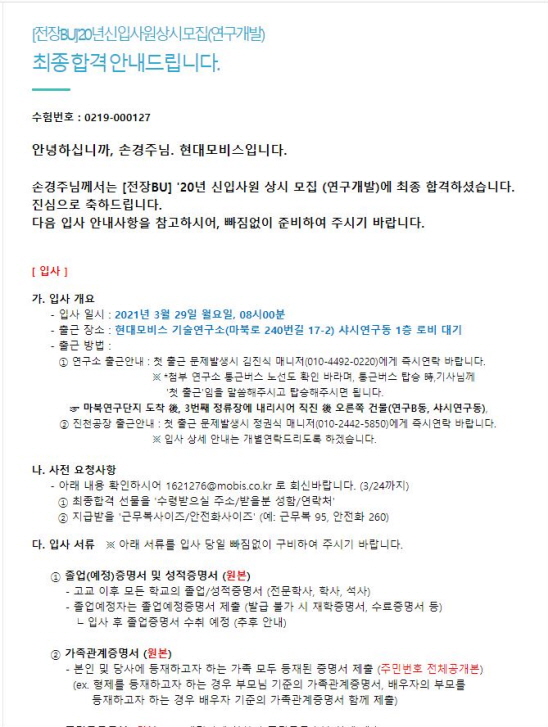 [전장BU]'20년 신입사원 상시 모집(연구개발)
최종 합격 안내드립니다.
수험번호 : 0219-000127
안녕하십니까, 손경주님. 현대모비스입니다.
손경주님께서는 [전장BU] '20년 신입사원 상시 모집 (연구개발)에 최종 합격하셨습니다.
진심으로 축하드립니다.
다음 입사 안내사항을 참고하시어, 빠짐없이 준비하여 주시기 바랍니다.
[ 입사 ]
가. 입사 개요
- 입사 일시 : 2021년 3월 29일 월요일, 08시00분
- 출근 장소 : 현대모비스 기술연구소(마북로 240번길 17-2) 샤시연구동 1층 로비 대기
- 출근 방법 :
① 연구소 출근안내 : 첫 출근 문제발생시 김진식 매니저(010-4492-0220)에게 즉시연락 바랍니다.
※ *첨부 연구소 통근버스 노선도 확인 바라며, 통근버스 탑승 時,기사님께
'첫 출근'임을 말씀해주시고 탑승해주시면 됩니다.
☞ 마북연구단지 도착 後, 3번째 정류장에 내리시어 직진 後 오른쪽 건물(연구B동, 샤시연구동).
② 진천공장 출근안내 : 첫 출근 문제발생시 정권식 매니저(010-2442-5850)에게 즉시연락 바랍니다.
※ 입사 상세 안내는 개별연락드리도록 하겠습니다.
나. 사전 요청사항
- 아래 내용 확인하시어 1621276@mobis.co.kr 로 회신바랍니다. (3/24까지)
① 최종합격 선물을 '수령받으실 주소/받을분 성함/연락처'
② 지급받을 '근무복사이즈/안전화사이즈' (예: 근무복 95, 안전화 260)
다. 입사 서류 ※ 아래 서류를 입사 당일 빠짐없이 구비하여 주시기 바랍니다.
① 졸업(예정)증명서 및 성적증명서 (원본)
- 고교 이후 모든 학교의 졸업/성적증명서 (전문학사, 학사, 석사)
- 졸업예정자는 졸업예정증명서 제출 (발급 불가 시 재학증명서, 수료증명서 등)
ㄴ 입사 후 졸업증명서 수취 예정 (추후 안내)
② 가족관계증명서 (원본)
- 본인 및 당사에 등재하고자 하는 가족 모두 등재된 증명서 제출 (주민번호 전체공개본)
(ex. 형제를 등재하고자 하는 경우 부모님 기준의 가족관계증명서, 배우자의 부모를
등재하고자 하는 경우 배우자 기준의 가족관계증명서 함께 제출)